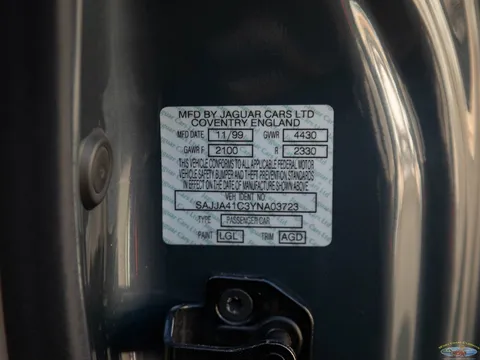 MFD BY JAGUAR CARS LTD
COVENTRY ENGLAND
MFD DATE 11/99 GVWR 4430
GAWR F 2100 R 2330
THIS VEHICLE CONFORMS TO ALL APPLICABLE FEDERAL MOTOR
VEHICLE SAFETY BUMPER AND THEFT PREVENTION STANDARDS
IN EFFECT ON THE DATE OF MANUFACTURE SHOWN ABOVE
VEH IDENT NO
SAJJA41C3YNA03723
TYPE PASSENGER CAR
PAINT LGL TRIM AGD